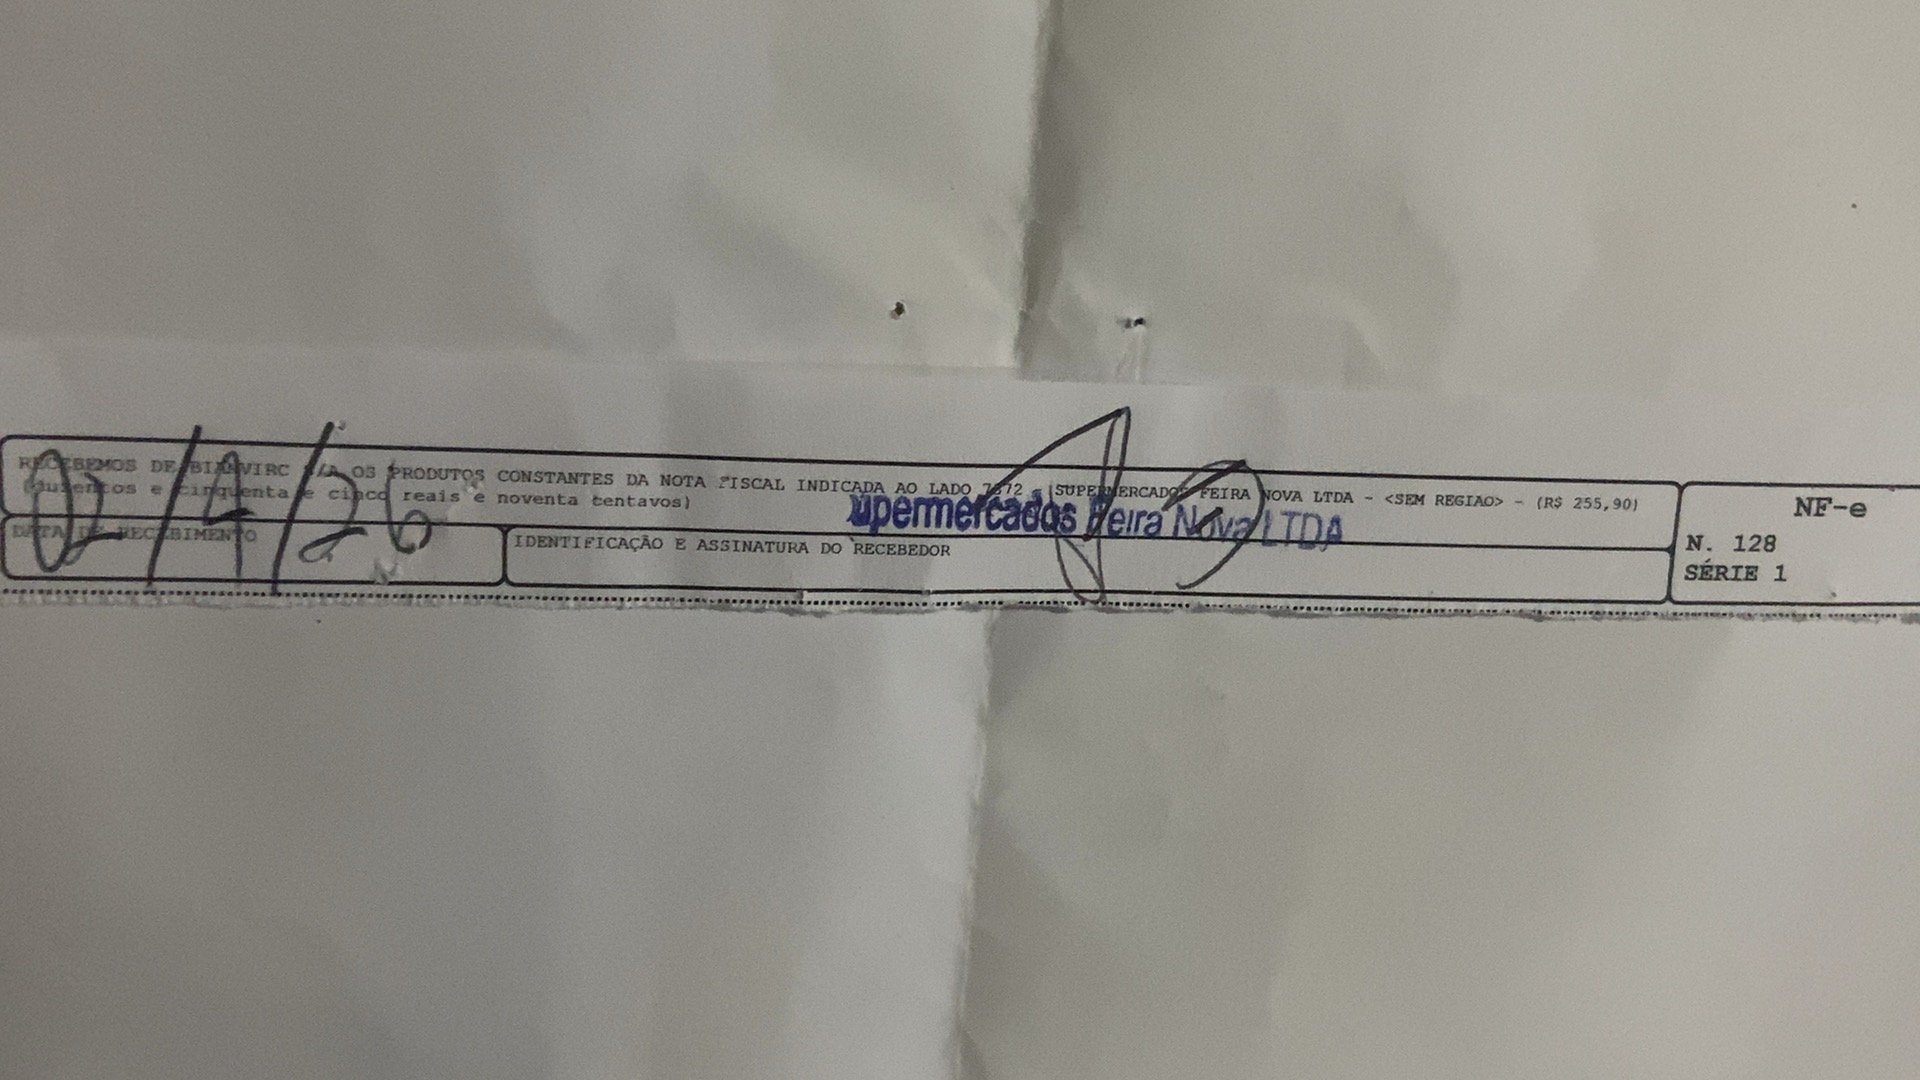 RECEBEMOS DE BIANVIRC S/A OS PRODUTOS CONSTANTES DA NOTA FISCAL INDICADA AO LADO 7372 - SUPERMERCADOS FEIRA NOVA LTDA - <SEM REGIAO> - (R$ 255,90)
(duzentos e cinquenta e cinco reais e noventa centavos)
02/4/26
upermercados Feira Nova LTDA
DATA DE RECEBIMENTO
IDENTIFICAÇÃO E ASSINATURA DO RECEBEDOR
NF-e
N. 128
SÉRIE 1